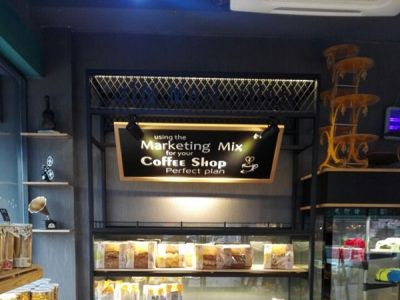 using the
Marketing Mix
for your
Coffee Shop
Perfect plan